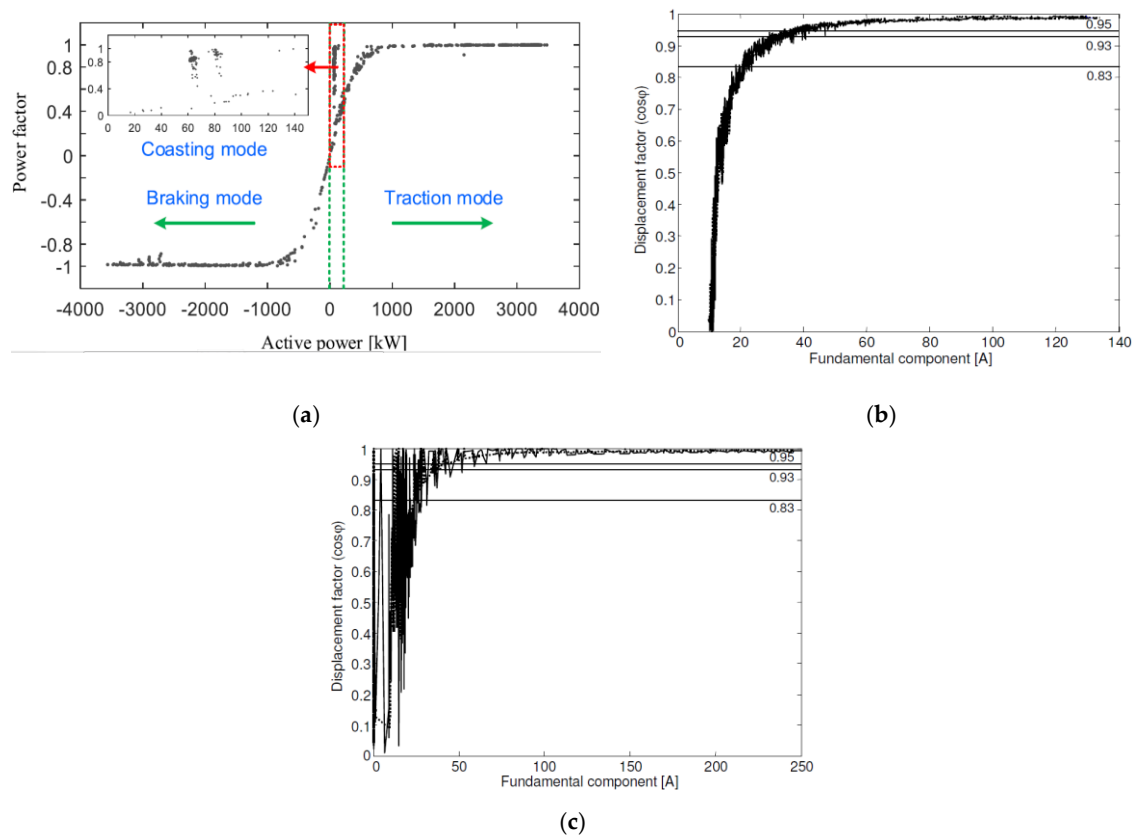 Power factor
1
0.8
0.4
0
-0.4
-0.8
-1
1
0.8
0.4
0
0 20 40 60 80 100 120 140
Coasting mode
Braking mode
Traction mode
-4000 -3000 -2000 -1000 0 1000 2000 3000 4000
Active power [kW]
(a)
Displacement factor (cosφ)
1
0.9
0.8
0.7
0.6
0.5
0.4
0.3
0.2
0.1
0
0.95
0.93
0.83
0 20 40 60 80 100 120 140
Fundamental component [A]
(b)
Displacement factor (cosφ)
1
0.9
0.8
0.7
0.6
0.5
0.4
0.3
0.2
0.1
0
0.95
0.93
0.83
0 50 100 150 200 250
Fundamental component [A]
(c)